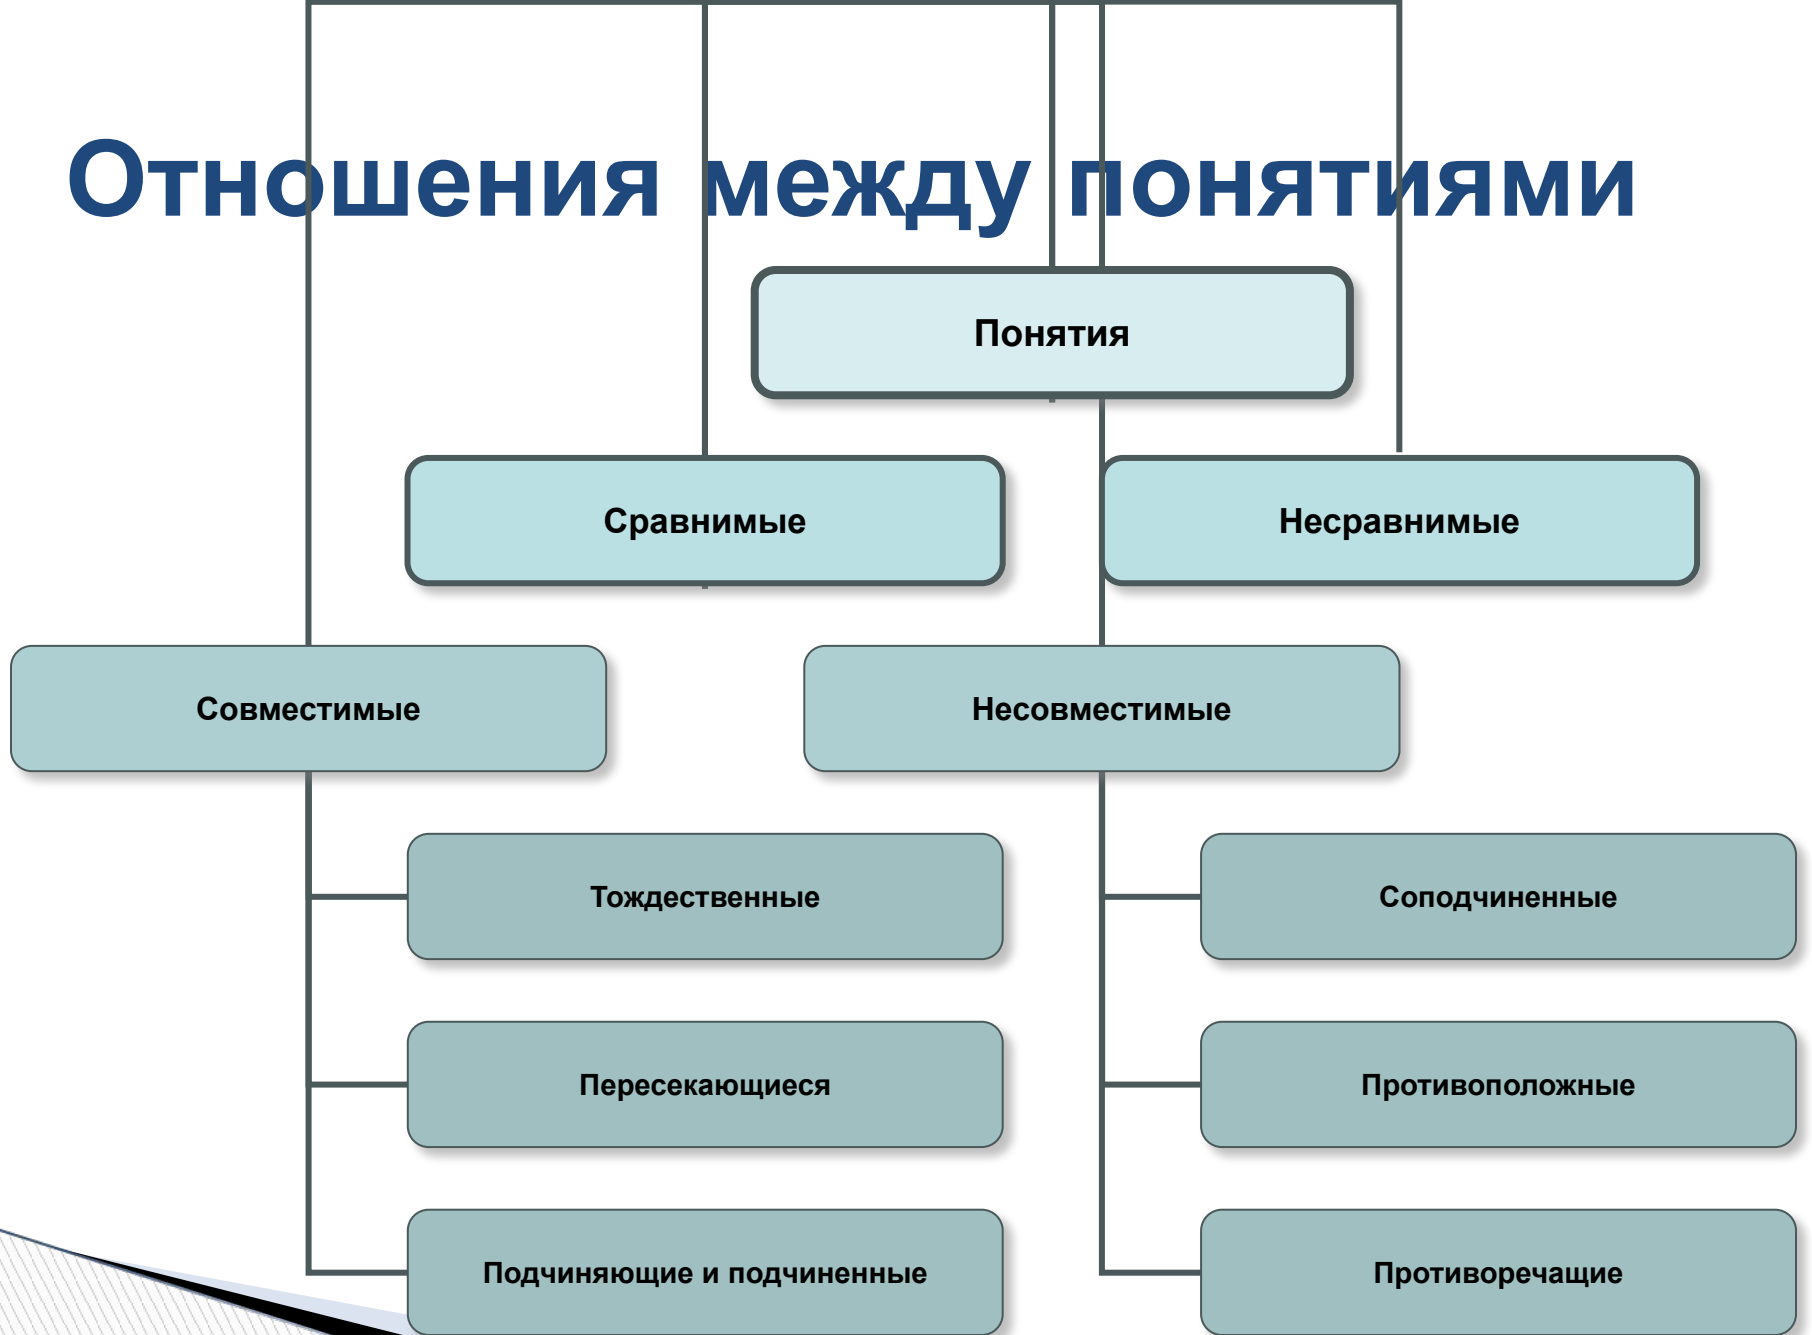 Отношения между понятиями
Понятия
Сравнимые
Несравнимые
Совместимые
Несовместимые
Тождественные
Соподчиненные
Пересекающиеся
Противоположные
Подчиняющие и подчиненные
Противоречащие